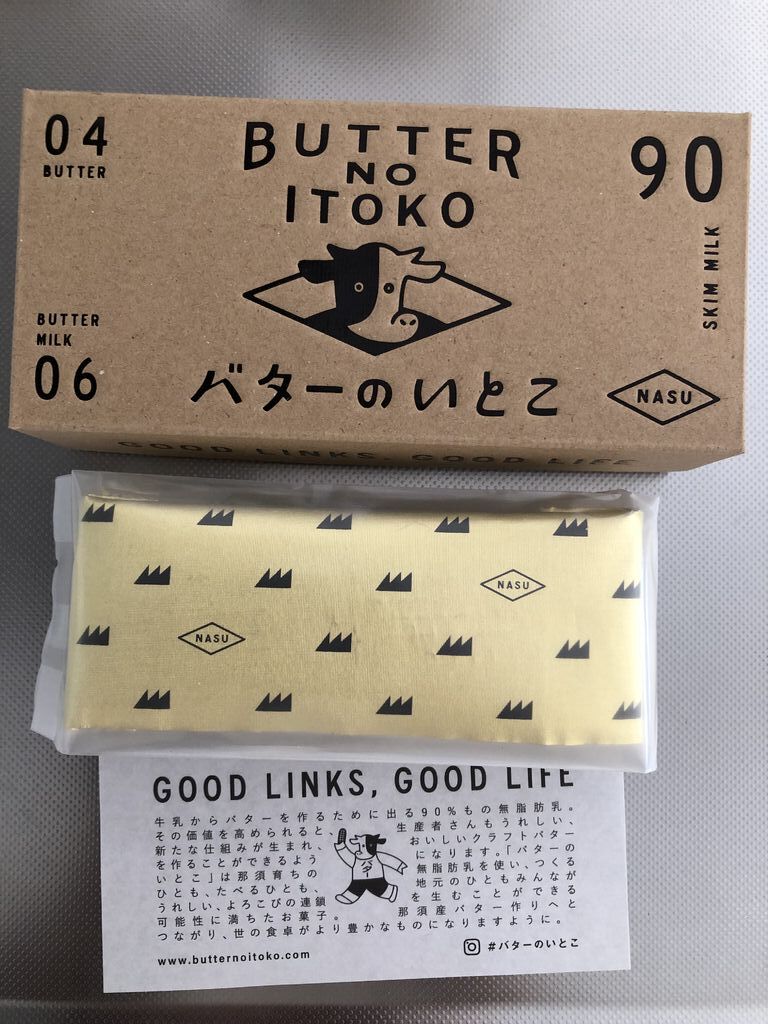 04
BUTTER
BUTTER
NO
ITOKO
90
SKIM MILK
BUTTER
MILK
06
バターのいとこ
NASU
GOOD LINKS, GOOD LIFE
NASU
NASU
GOOD LINKS, GOOD LIFE
牛乳からバターを作るために出る90%もの無脂肪乳。
その価値を高められると、生産者さんもうれしい、
新たな仕組みが生まれ、おいしいクラフトバター
を作ることができるようになります。「バターの
いとこ」は那須育ちの無脂肪乳を使い、つくる
ひとも、たべるひとも、地元のひともみんなが
うれしい、よろこびの連鎖を生むことができる
可能性に満ちたお菓子。那須産バター作りへと
つながり、世の食卓がより豊かなものになりますように。
www.butternoitoko.com
#バターのいとこ